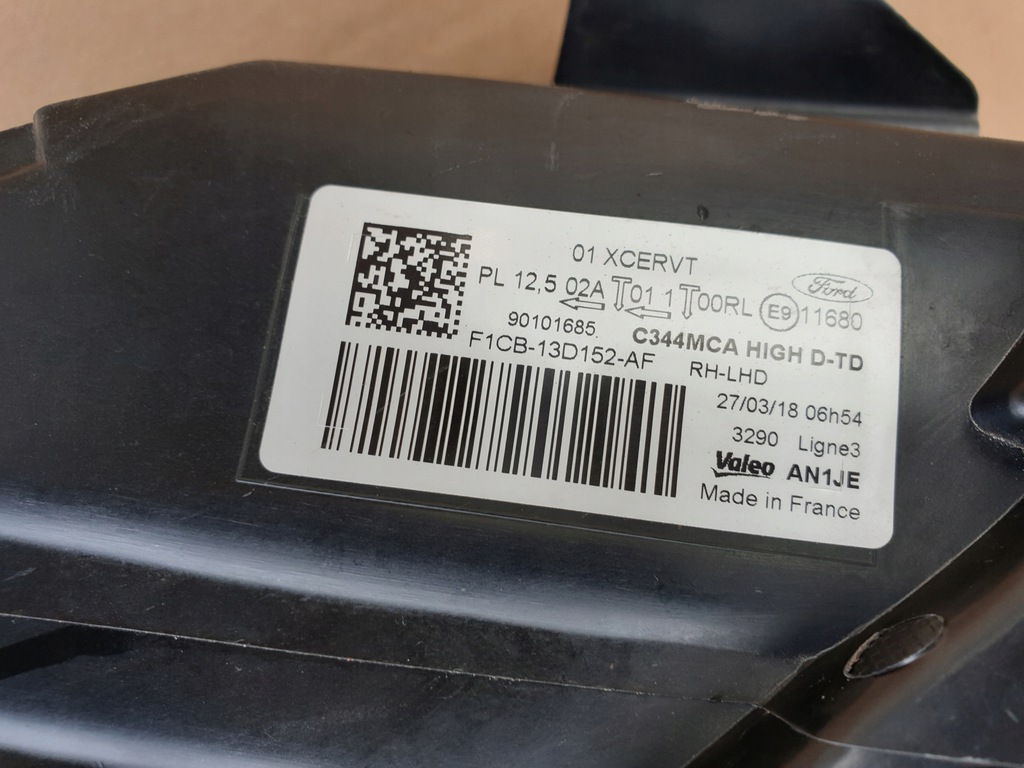 01 XCERVT
Ford
PL 12,5 02A 01 1 00RL E9 11680
90101685 C344MCA HIGH D-TD
F1CB-13D152-AF RH-LHD
27/03/18 06h54
3290 Ligne3
Valeo AN1JE
Made in France